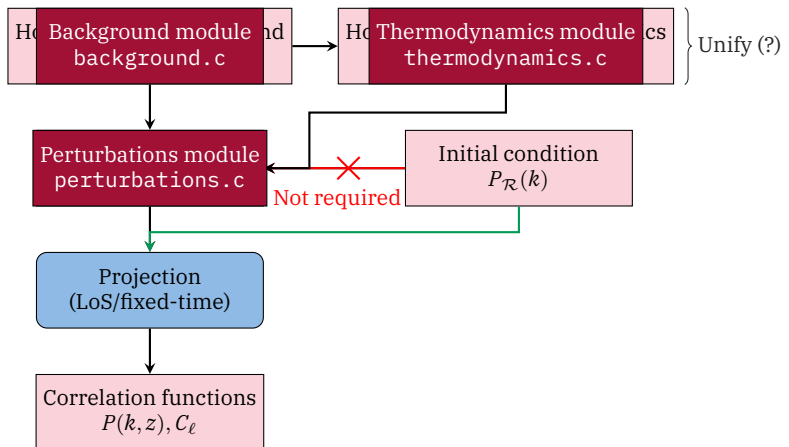 Background module
background.c
Thermodynamics module
thermodynamics.c
Unify (?)
Perturbations module
perturbations.c
Initial condition
P_ℛ(k)
Not required
Projection
(LoS/fixed-time)
Correlation functions
P(k, z), C_ℓ